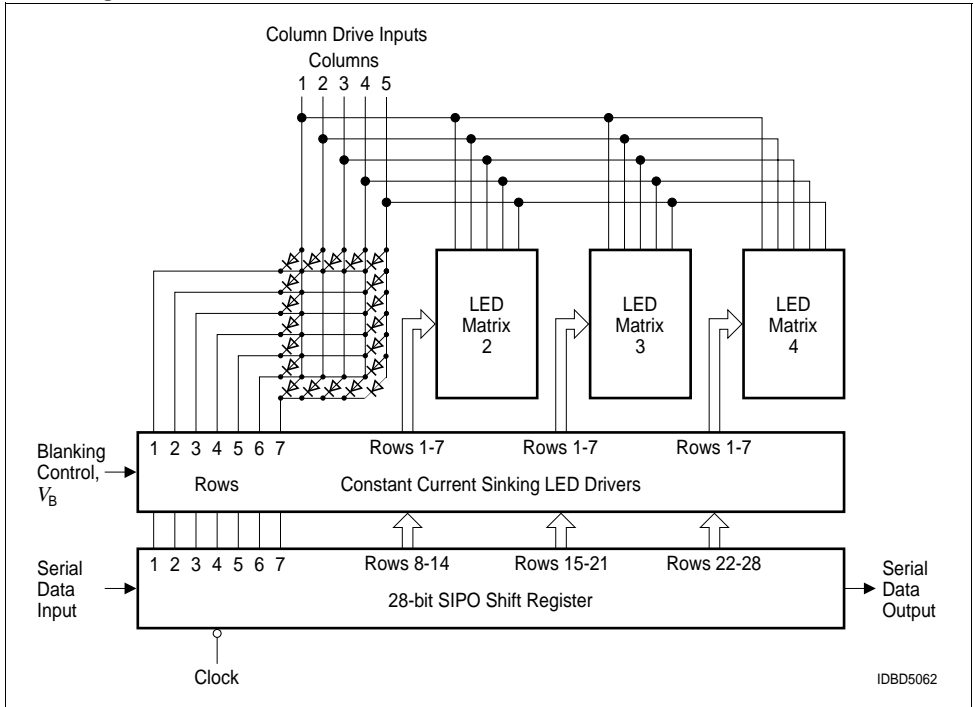 Column Drive Inputs
Columns
1 2 3 4 5
LED
Matrix
2
LED
Matrix
3
LED
Matrix
4
Blanking
Control,
VB
1 2 3 4 5 6 7
Rows 1-7
Rows 1-7
Rows 1-7
Rows
Constant Current Sinking LED Drivers
Serial
Data
Input
1 2 3 4 5 6 7
Rows 8-14
Rows 15-21
Rows 22-28
28-bit SIPO Shift Register
Serial
Data
Output
Clock
IDBD5062